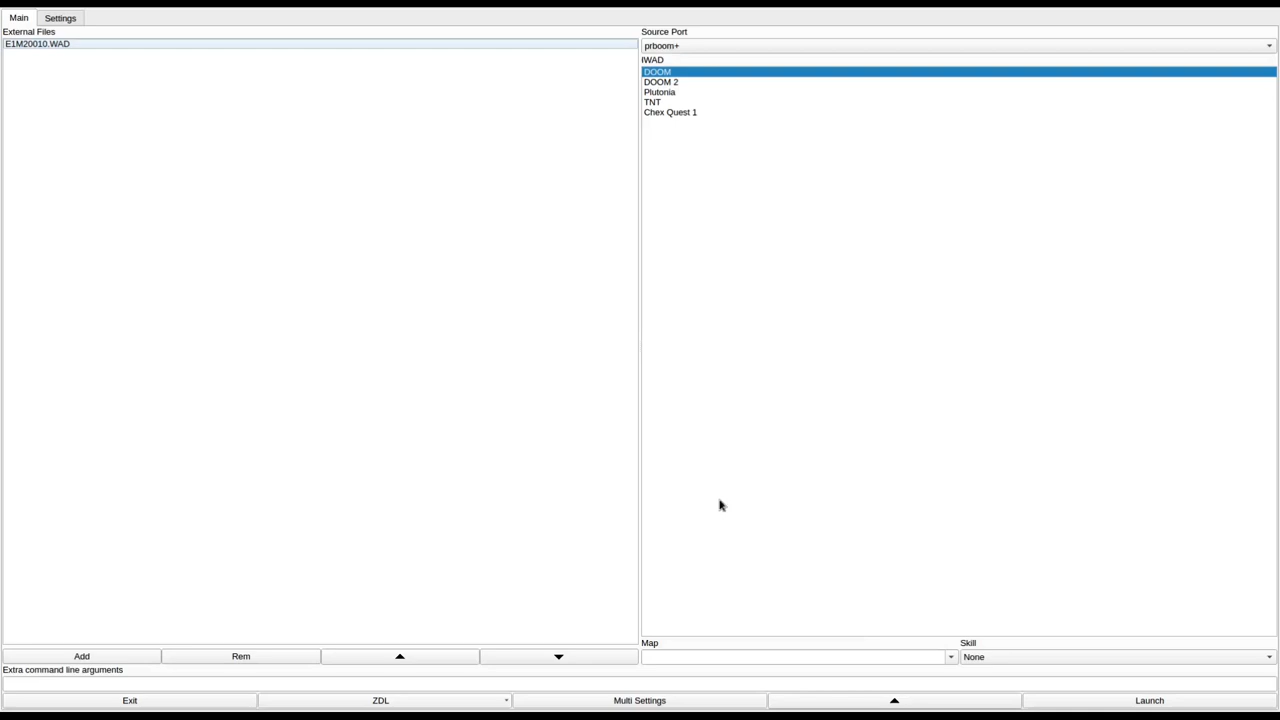 Main Settings
External Files
E1M20010.WAD
Source Port
prboom+
IWAD
DOOM
DOOM 2
Plutonia
TNT
Chex Quest 1
Map Skill
None
Add Rem
Extra command line arguments
Exit ZDL Multi Settings Launch